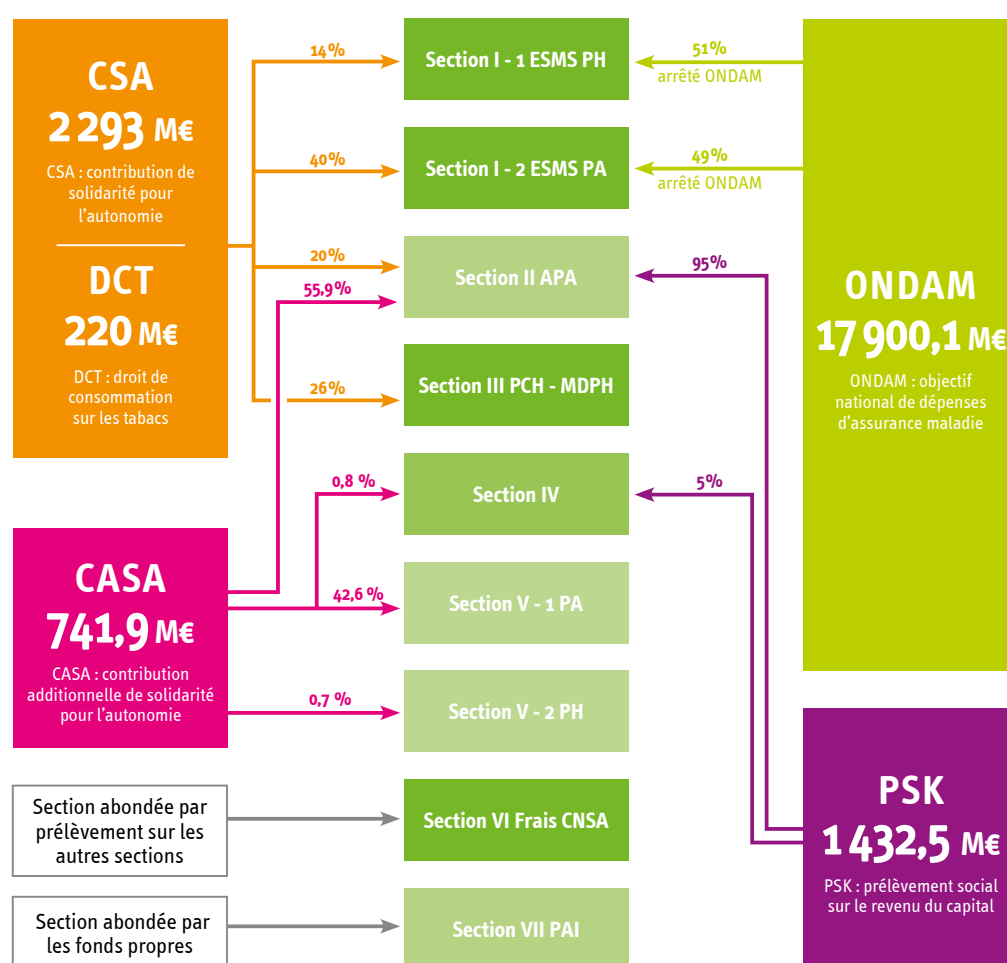 CSA
2 293 M€
CSA : contribution de
solidarité pour
l'autonomie
DCT
220 M€
DCT : droit de
consommation
sur les tabacs
CASA
741,9 M€
CASA : contribution
additionnelle de solidarité
pour l'autonomie
Section abondée par
prélèvement sur les
autres sections
Section abondée par
les fonds propres
14%
40%
20%
55,9%
26%
0,8 %
42,6 %
0,7 %
Section I - 1 ESMS PH
Section I - 2 ESMS PA
Section II APA
Section III PCH - MDPH
Section IV
Section V - 1 PA
Section V - 2 PH
Section VI Frais CNSA
Section VII PAI
51%
arrêté ONDAM
49%
arrêté ONDAM
95%
5%
ONDAM
17 900,1 M€
ONDAM : objectif
national de dépenses
d'assurance maladie
PSK
1 432,5 M€
PSK : prélèvement social
sur le revenu du capital